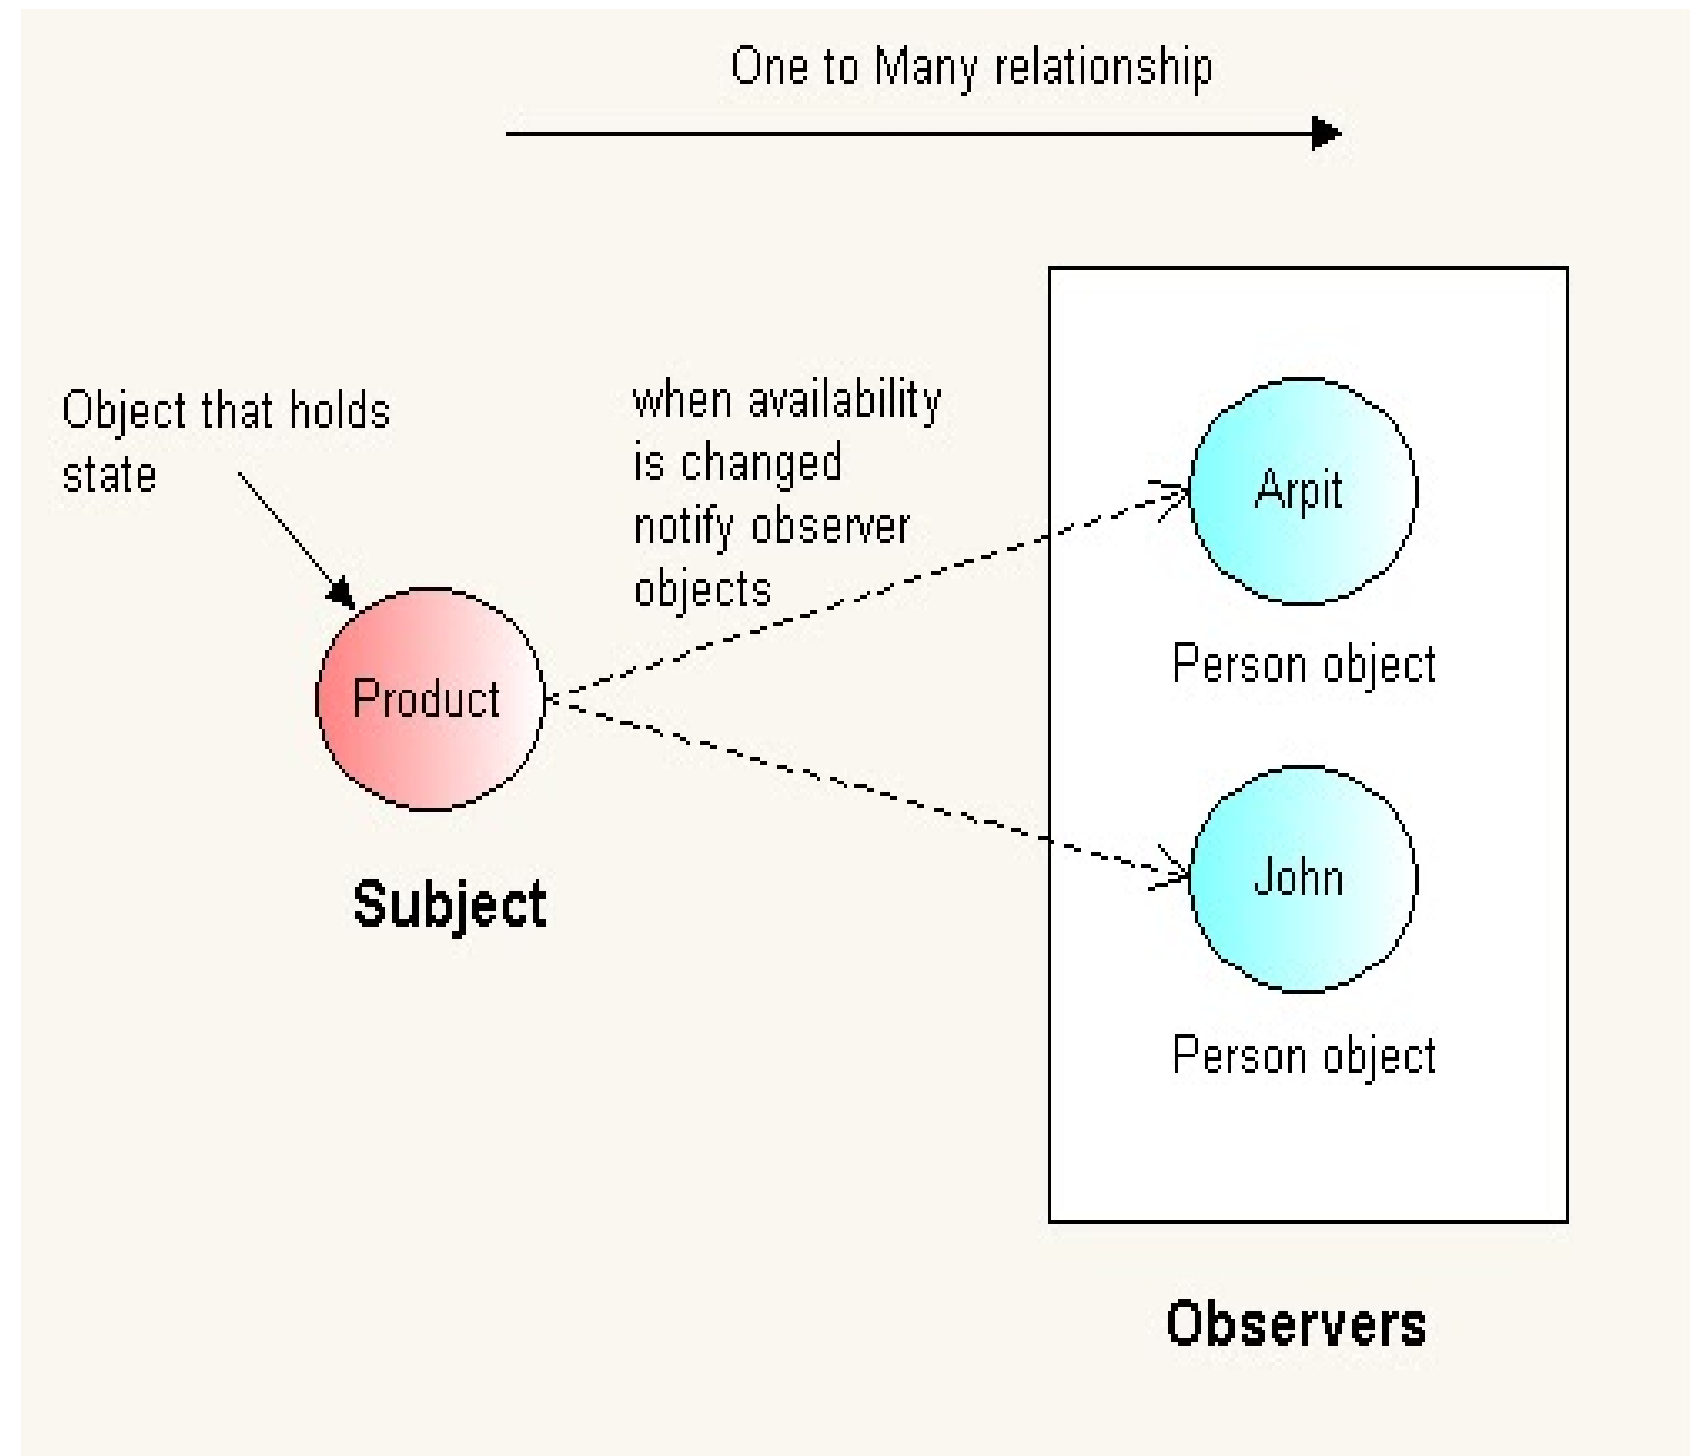 One to Many relationship
Object that holds
state
when availability
is changed
notify observer
objects
Arpit
Person object
Product
Subject
John
Person object
Observers